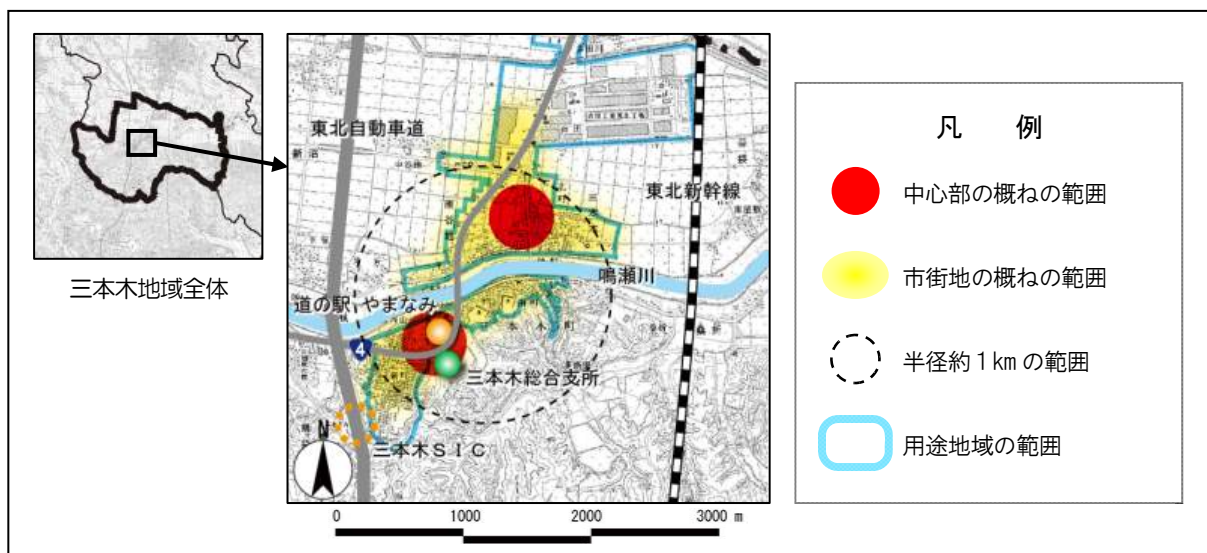 三本木地域全体
東北自動車道
東北新幹線
鳴瀬川
道の駅 やまなみ
4
三本木総合支所
N
三本木SIC
0 1000 2000 3000 m
凡 例
中心部の概ねの範囲
市街地の概ねの範囲
半径約1kmの範囲
用途地域の範囲